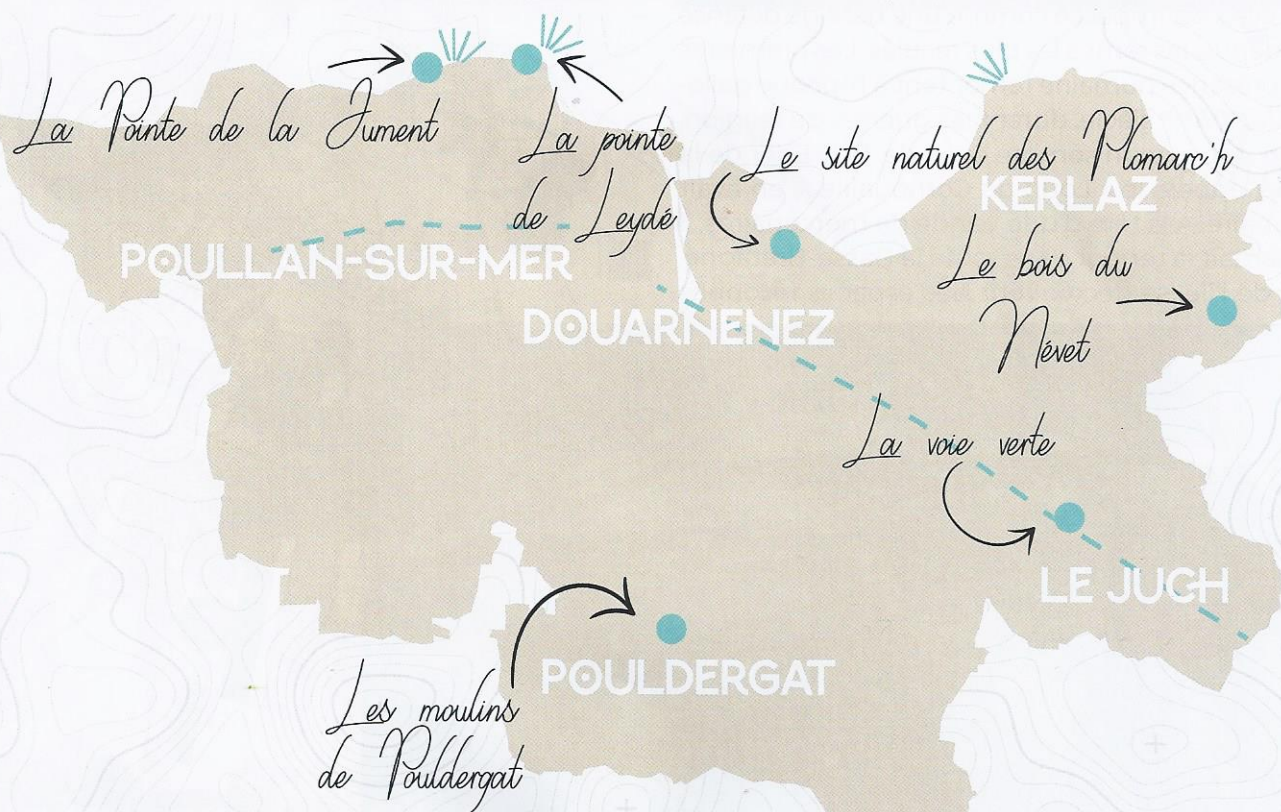 La Pointe de la Jument
La pointe
de Leydé
Le site naturel des Plomarc'h
KERLAZ
POULLAN-SUR-MER
Le bois du
Névet
DOUARNENEZ
La voie verte
LE JUCH
POULDERGAT
Les moulins
de Pouldergat